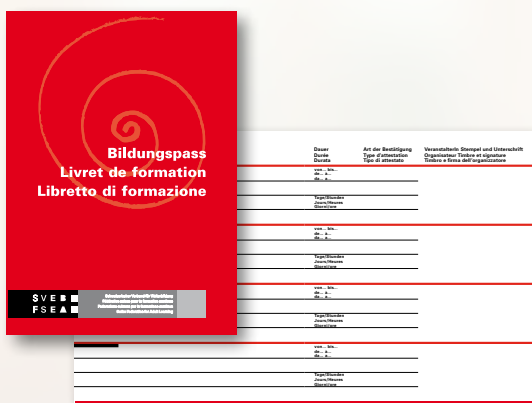 Bildungspass
Livret de formation
Libretto di formazione
SVEB
FSEA
Dauer
Durée
Durata
Art der Bestätigung
Type d'attestation
Tipo di attestato
VeranstalterIn Stempel und Unterschrift
Organisateur Timbre et signature
Timbro e firma dell'organizzatore
von... bis...
de... à...
da... a...
Tage/Stunden
Jours/Heures
Giorni/ore
von... bis...
de... à...
da... a...
Tage/Stunden
Jours/Heures
Giorni/ore
von... bis...
de... à...
da... a...
Tage/Stunden
Jours/Heures
Giorni/ore
von... bis...
de... à...
da... a...
Tage/Stunden
Jours/Heures
Giorni/ore